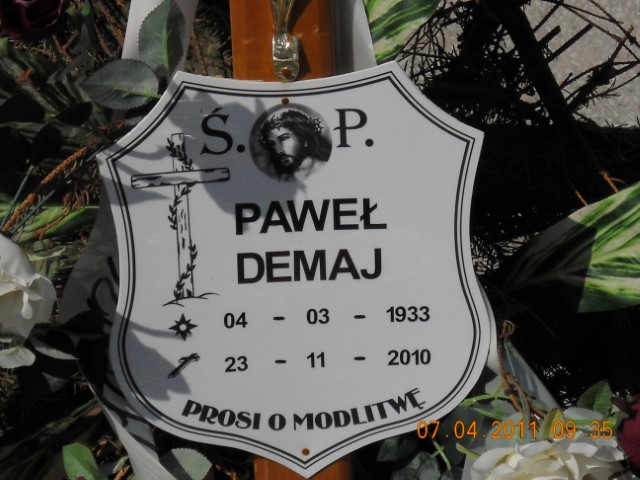 Ś. P.
PAWEŁ
DEMAJ
04 - 03 - 1933
23 - 11 - 2010
PROSI O MODLITWĘ
07.04.2011 09:35